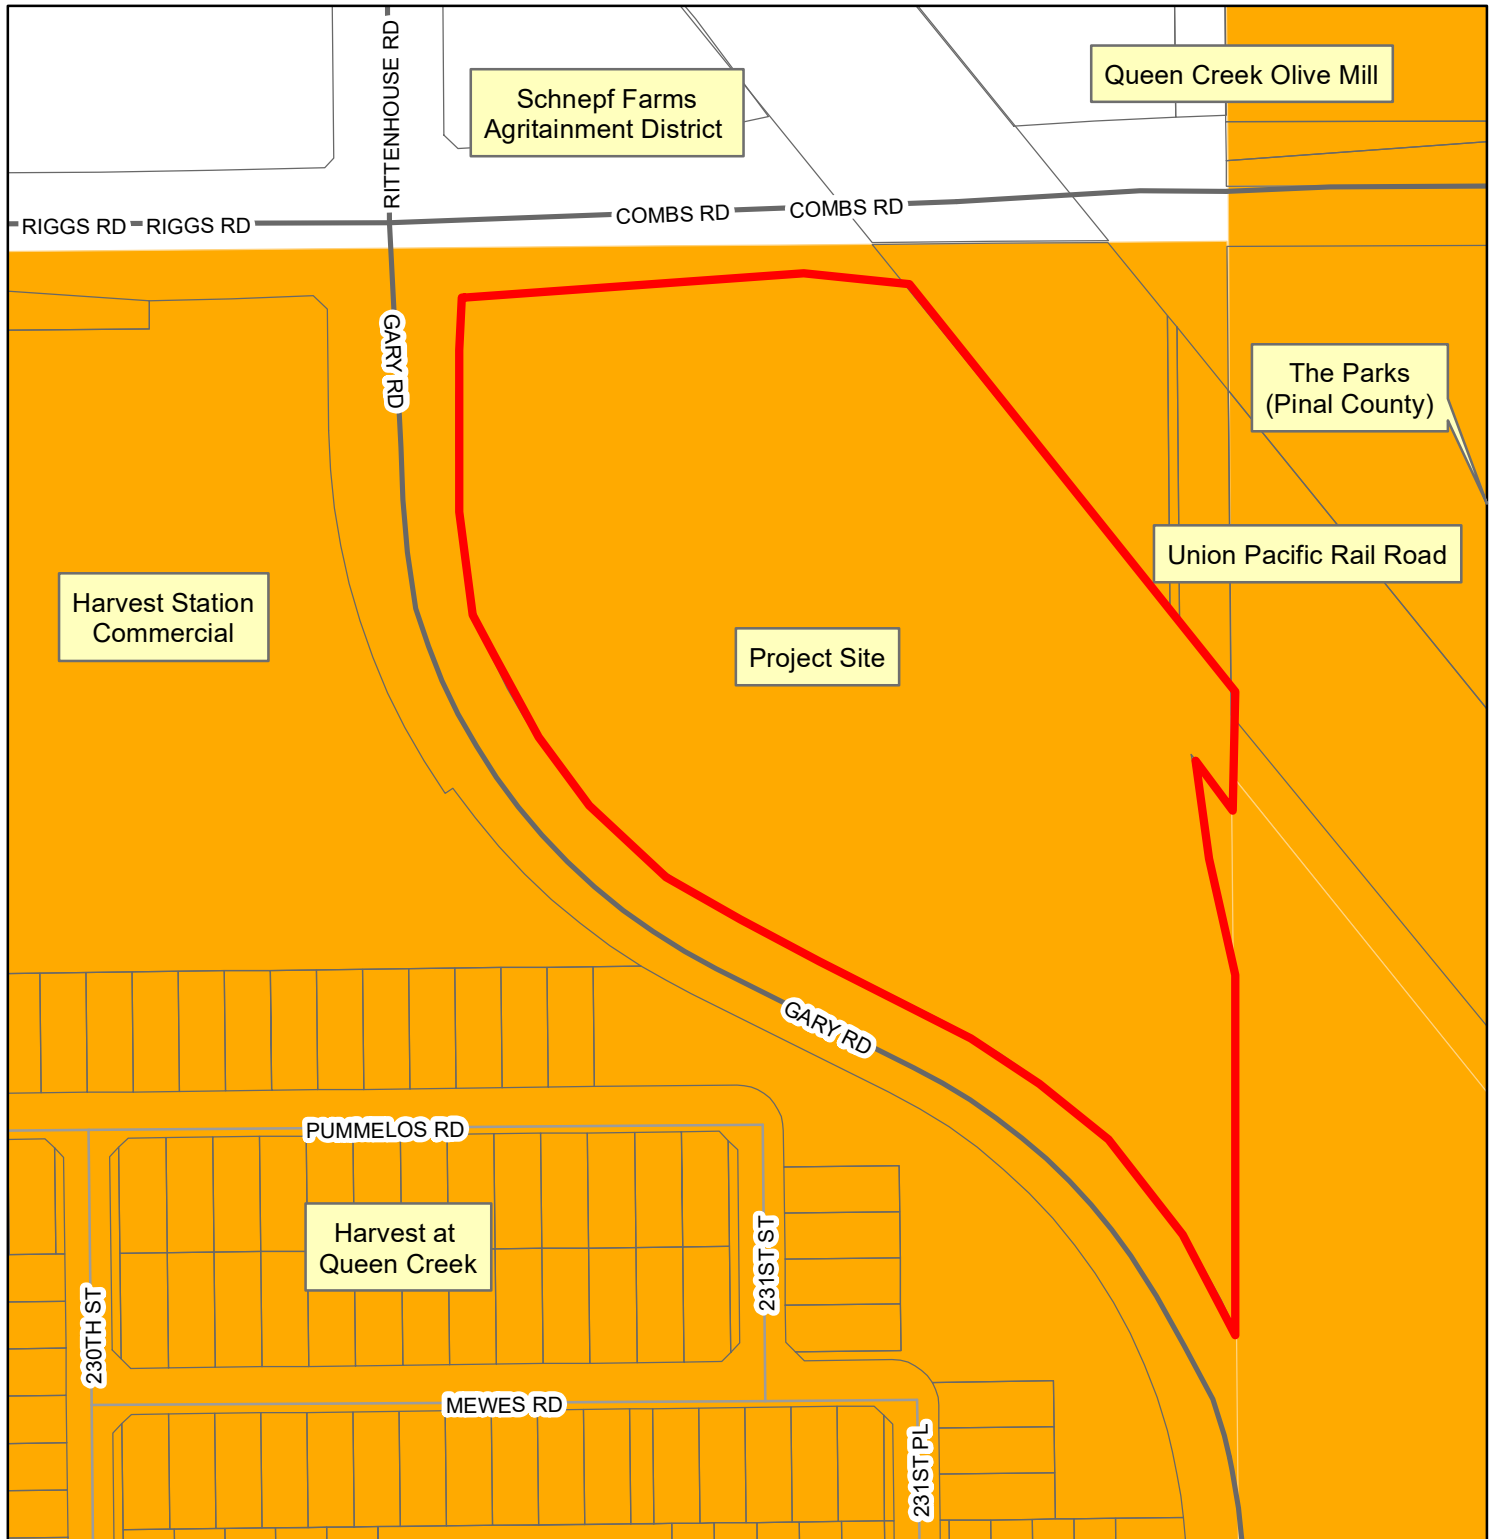 RITTENHOUSE RD
Schnepf Farms
Agritainment District
Queen Creek Olive Mill
RIGGS RD
RIGGS RD
COMBS RD
COMBS RD
GARY RD
The Parks
(Pinal County)
Union Pacific Rail Road
Harvest Station
Commercial
Project Site
GARY RD
PUMMELOS RD
Harvest at
Queen Creek
231ST ST
230TH ST
MEWES RD
231ST PL